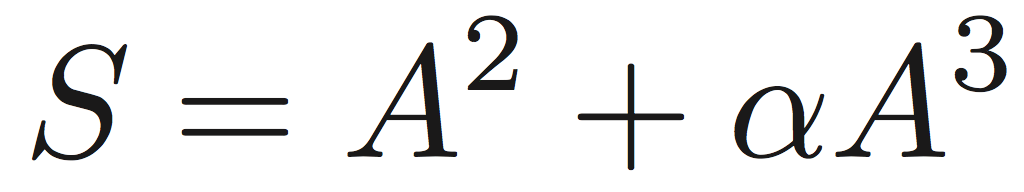 S = A² + αA³